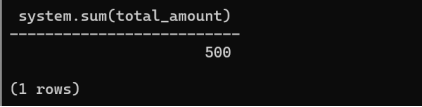 system.sum(total_amount)
--------------------------
500
(1 rows)